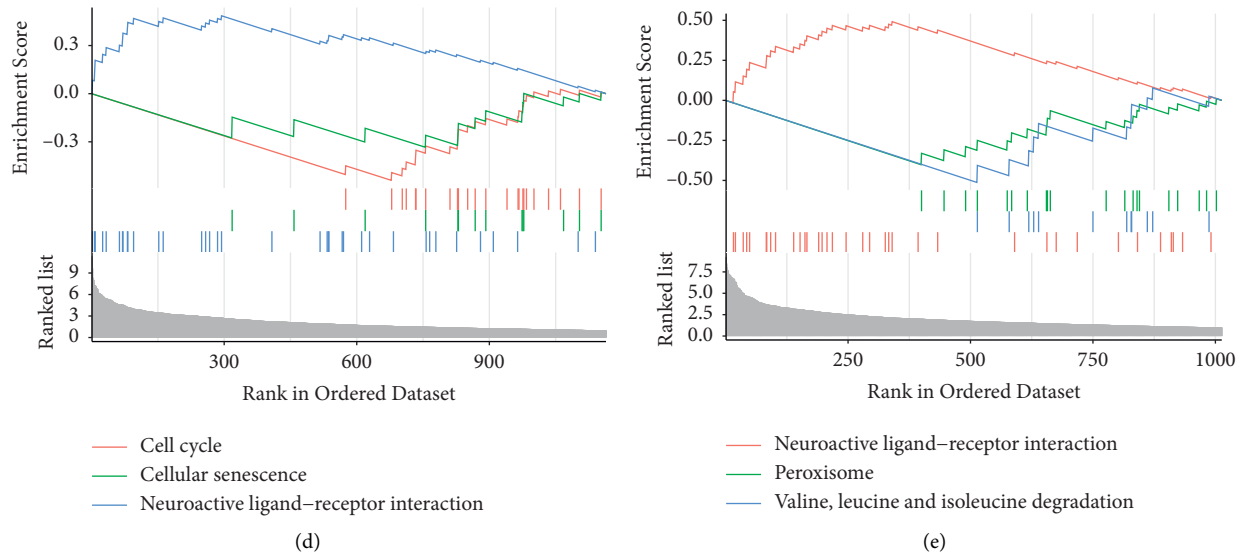 Enrichment Score
0.3
0.0
−0.3
Ranked list
9
6
3
0
300
600
900
Rank in Ordered Dataset
Cell cycle
Cellular senescence
Neuroactive ligand−receptor interaction
(d)
Enrichment Score
0.50
0.25
0.00
−0.25
−0.50
Ranked list
7.5
5.0
2.5
0.0
250
500
750
1000
Rank in Ordered Dataset
Neuroactive ligand−receptor interaction
Peroxisome
Valine, leucine and isoleucine degradation
(e)